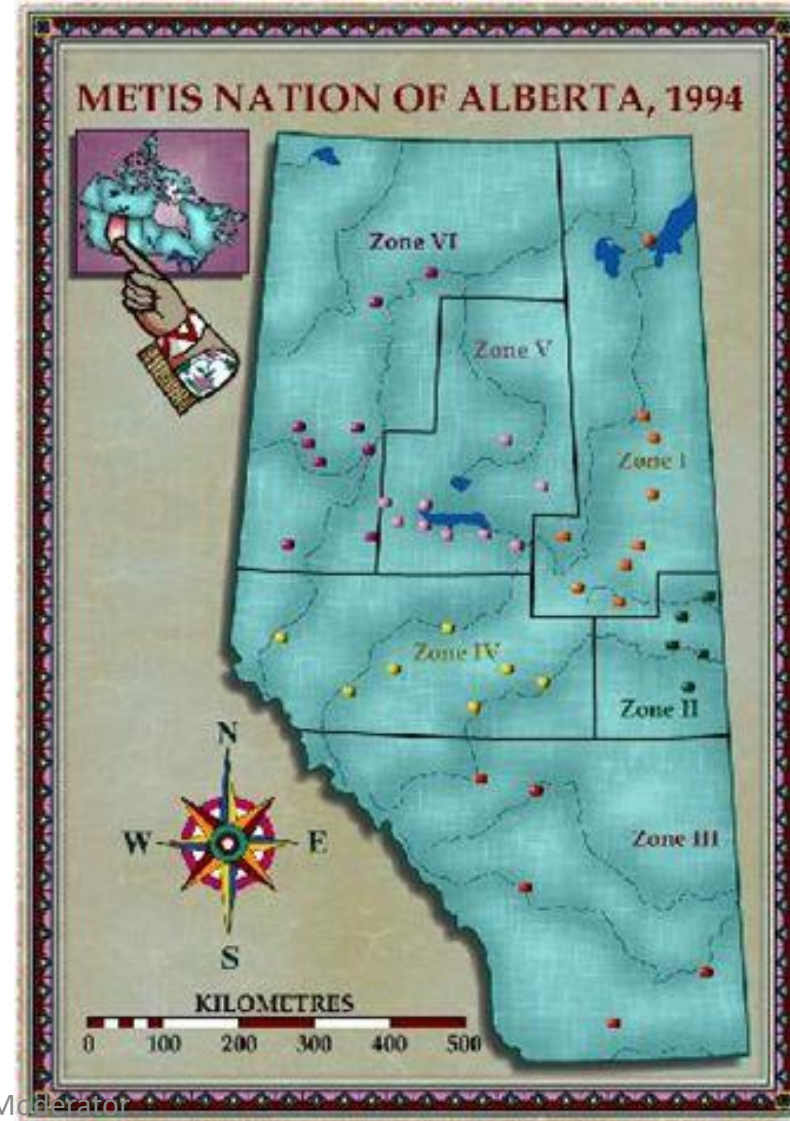 METIS NATION OF ALBERTA, 1994
Zone VI
Zone V
Zone I
Zone IV
Zone II
Zone III
N
W E
S
KILOMETRES
0 100 200 300 400 500
Moderator